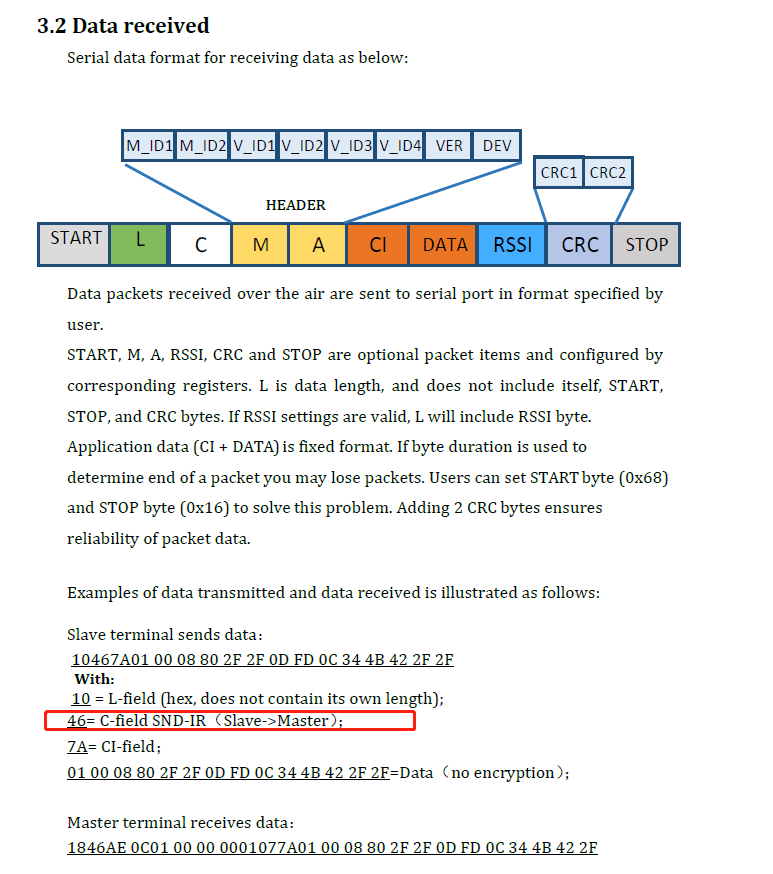 3.2 Data received
Serial data format for receiving data as below:
M_ID1 M_ID2 V_ID1 V_ID2 V_ID3 V_ID4 VER DEV
CRC1 CRC2
HEADER
START L C M A CI DATA RSSI CRC STOP
Data packets received over the air are sent to serial port in format specified by
user.
START, M, A, RSSI, CRC and STOP are optional packet items and configured by
corresponding registers. L is data length, and does not include itself, START,
STOP, and CRC bytes. If RSSI settings are valid, L will include RSSI byte.
Application data (CI + DATA) is fixed format. If byte duration is used to
determine end of a packet you may lose packets. Users can set START byte (0x68)
and STOP byte (0x16) to solve this problem. Adding 2 CRC bytes ensures
reliability of packet data.
Examples of data transmitted and data received is illustrated as follows:
Slave terminal sends data：
10467A01 00 08 80 2F 2F 0D FD 0C 34 4B 42 2F 2F
With:
10 = L-field (hex, does not contain its own length);
46= C-field SND-IR（Slave->Master）；
7A= CI-field；
01 00 08 80 2F 2F 0D FD 0C 34 4B 42 2F 2F=Data（no encryption）；
Master terminal receives data：
1846AE 0C01 00 00 0001077A01 00 08 80 2F 2F 0D FD 0C 34 4B 42 2F